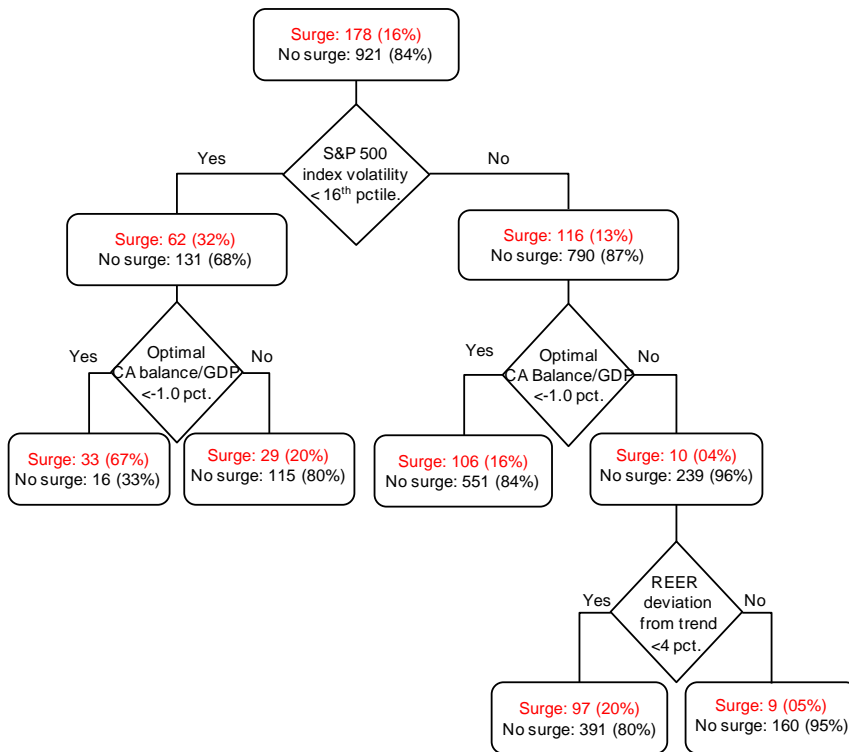 Surge: 178 (16%)
No surge: 921 (84%)
Yes
S&P 500
index volatility
< 16th pctile.
No
Surge: 62 (32%)
No surge: 131 (68%)
Surge: 116 (13%)
No surge: 790 (87%)
Yes
Optimal
CA balance/GDP
<-1.0 pct.
No
Yes
Optimal
CA Balance/GDP
<-1.0 pct.
No
Surge: 33 (67%)
No surge: 16 (33%)
Surge: 29 (20%)
No surge: 115 (80%)
Surge: 106 (16%)
No surge: 551 (84%)
Surge: 10 (04%)
No surge: 239 (96%)
Yes
REER
deviation
from trend
<4 pct.
No
Surge: 97 (20%)
No surge: 391 (80%)
Surge: 9 (05%)
No surge: 160 (95%)